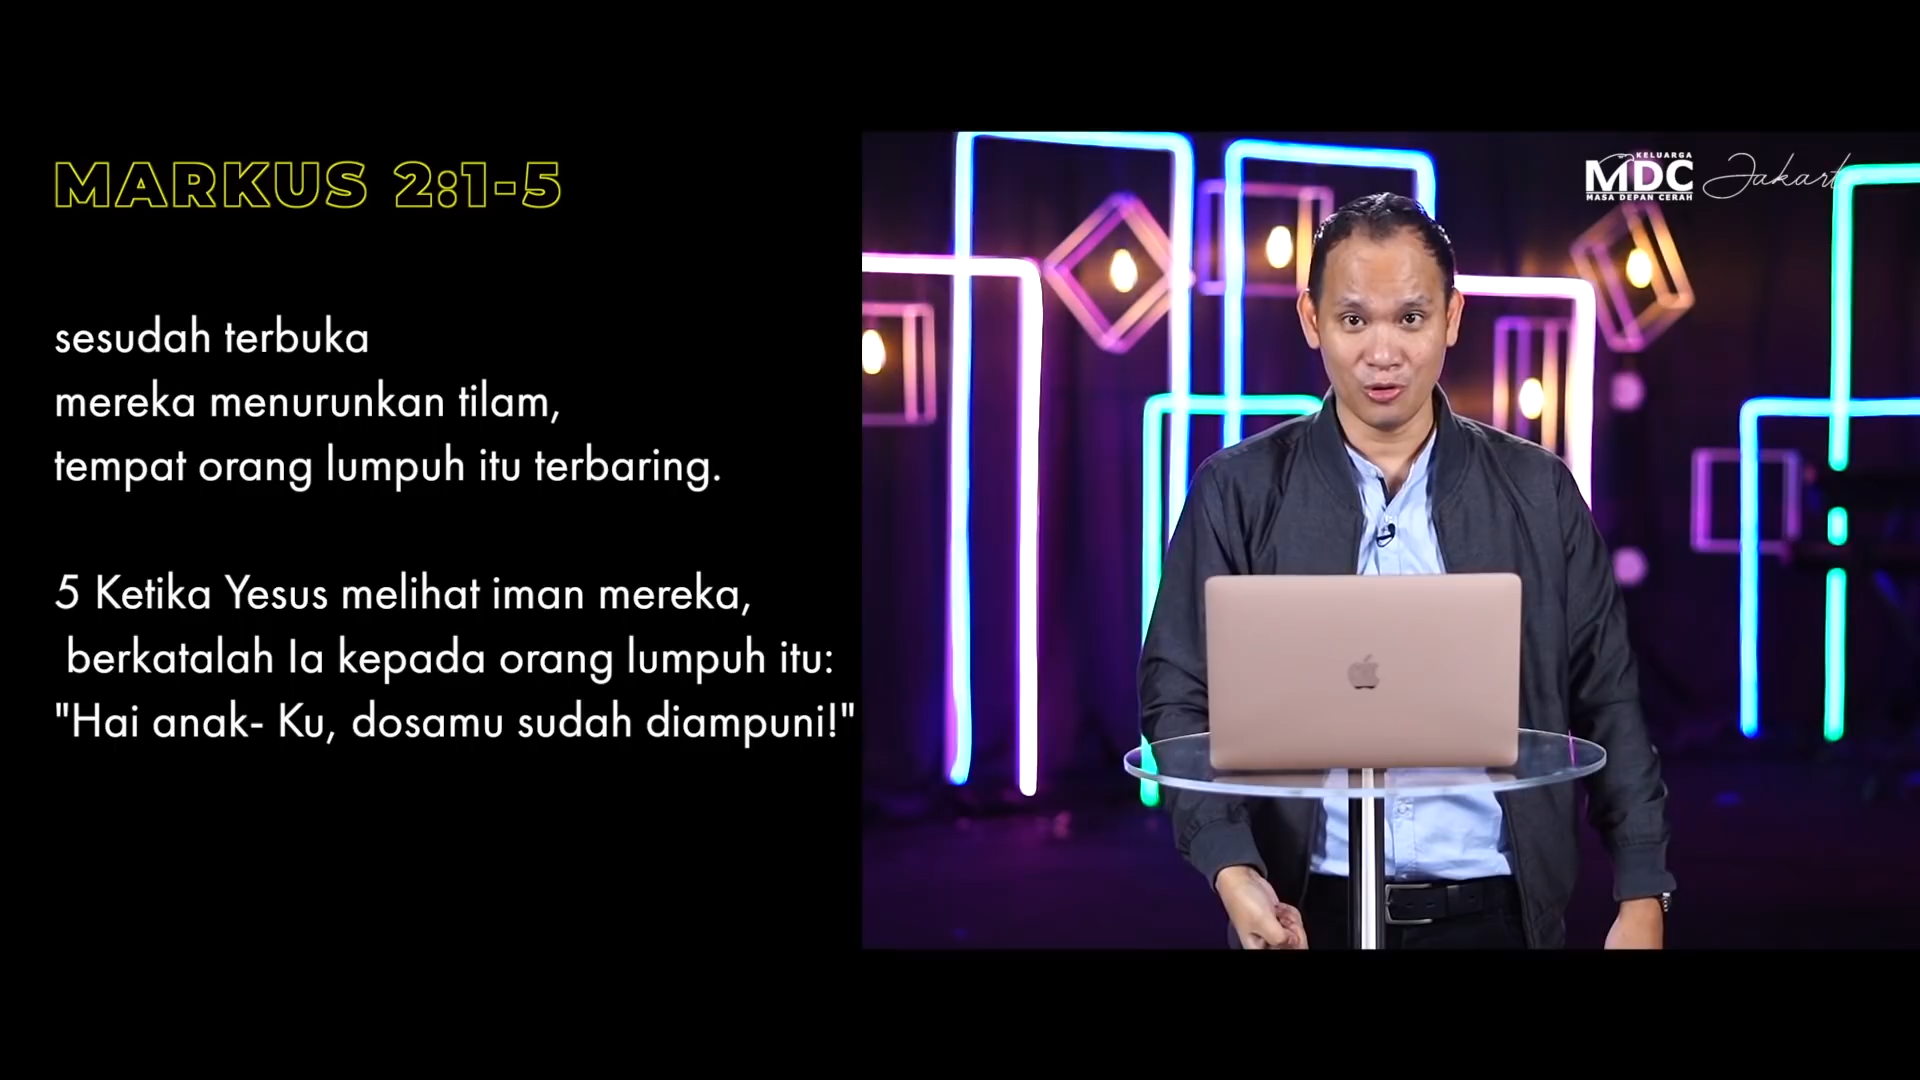 MARKUS 2:1-5
sesudah terbuka
mereka menurunkan tilam,
tempat orang lumpuh itu terbaring.
5 Ketika Yesus melihat iman mereka,
berkatalah Ia kepada orang lumpuh itu:
"Hai anak- Ku, dosamu sudah diampuni!"
KELUARGA
MDC Jakarta
MASA DEPAN CERAH